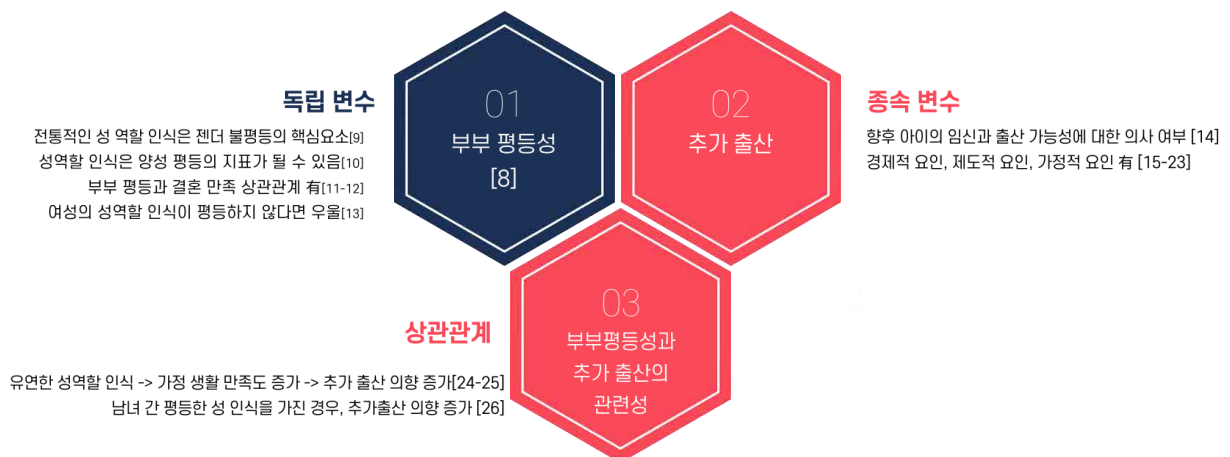 독립 변수
전통적인 성 역할 인식은 젠더 불평등의 핵심요소[9]
성역할 인식은 양성 평등의 지표가 될 수 있음[10]
부부 평등과 결혼 만족 상관관계 有[11-12]
여성의 성역할 인식이 평등하지 않다면 우울[13]
01
부부 평등성
[8]
02
추가 출산
종속 변수
향후 아이의 임신과 출산 가능성에 대한 의사 여부 [14]
경제적 요인, 제도적 요인, 가정적 요인 有 [15-23]
상관관계
유연한 성역할 인식 -> 가정 생활 만족도 증가 -> 추가 출산 의향 증가[24-25]
남녀 간 평등한 성 인식을 가진 경우, 추가출산 의향 증가 [26]
03
부부평등성과
추가 출산의
관련성